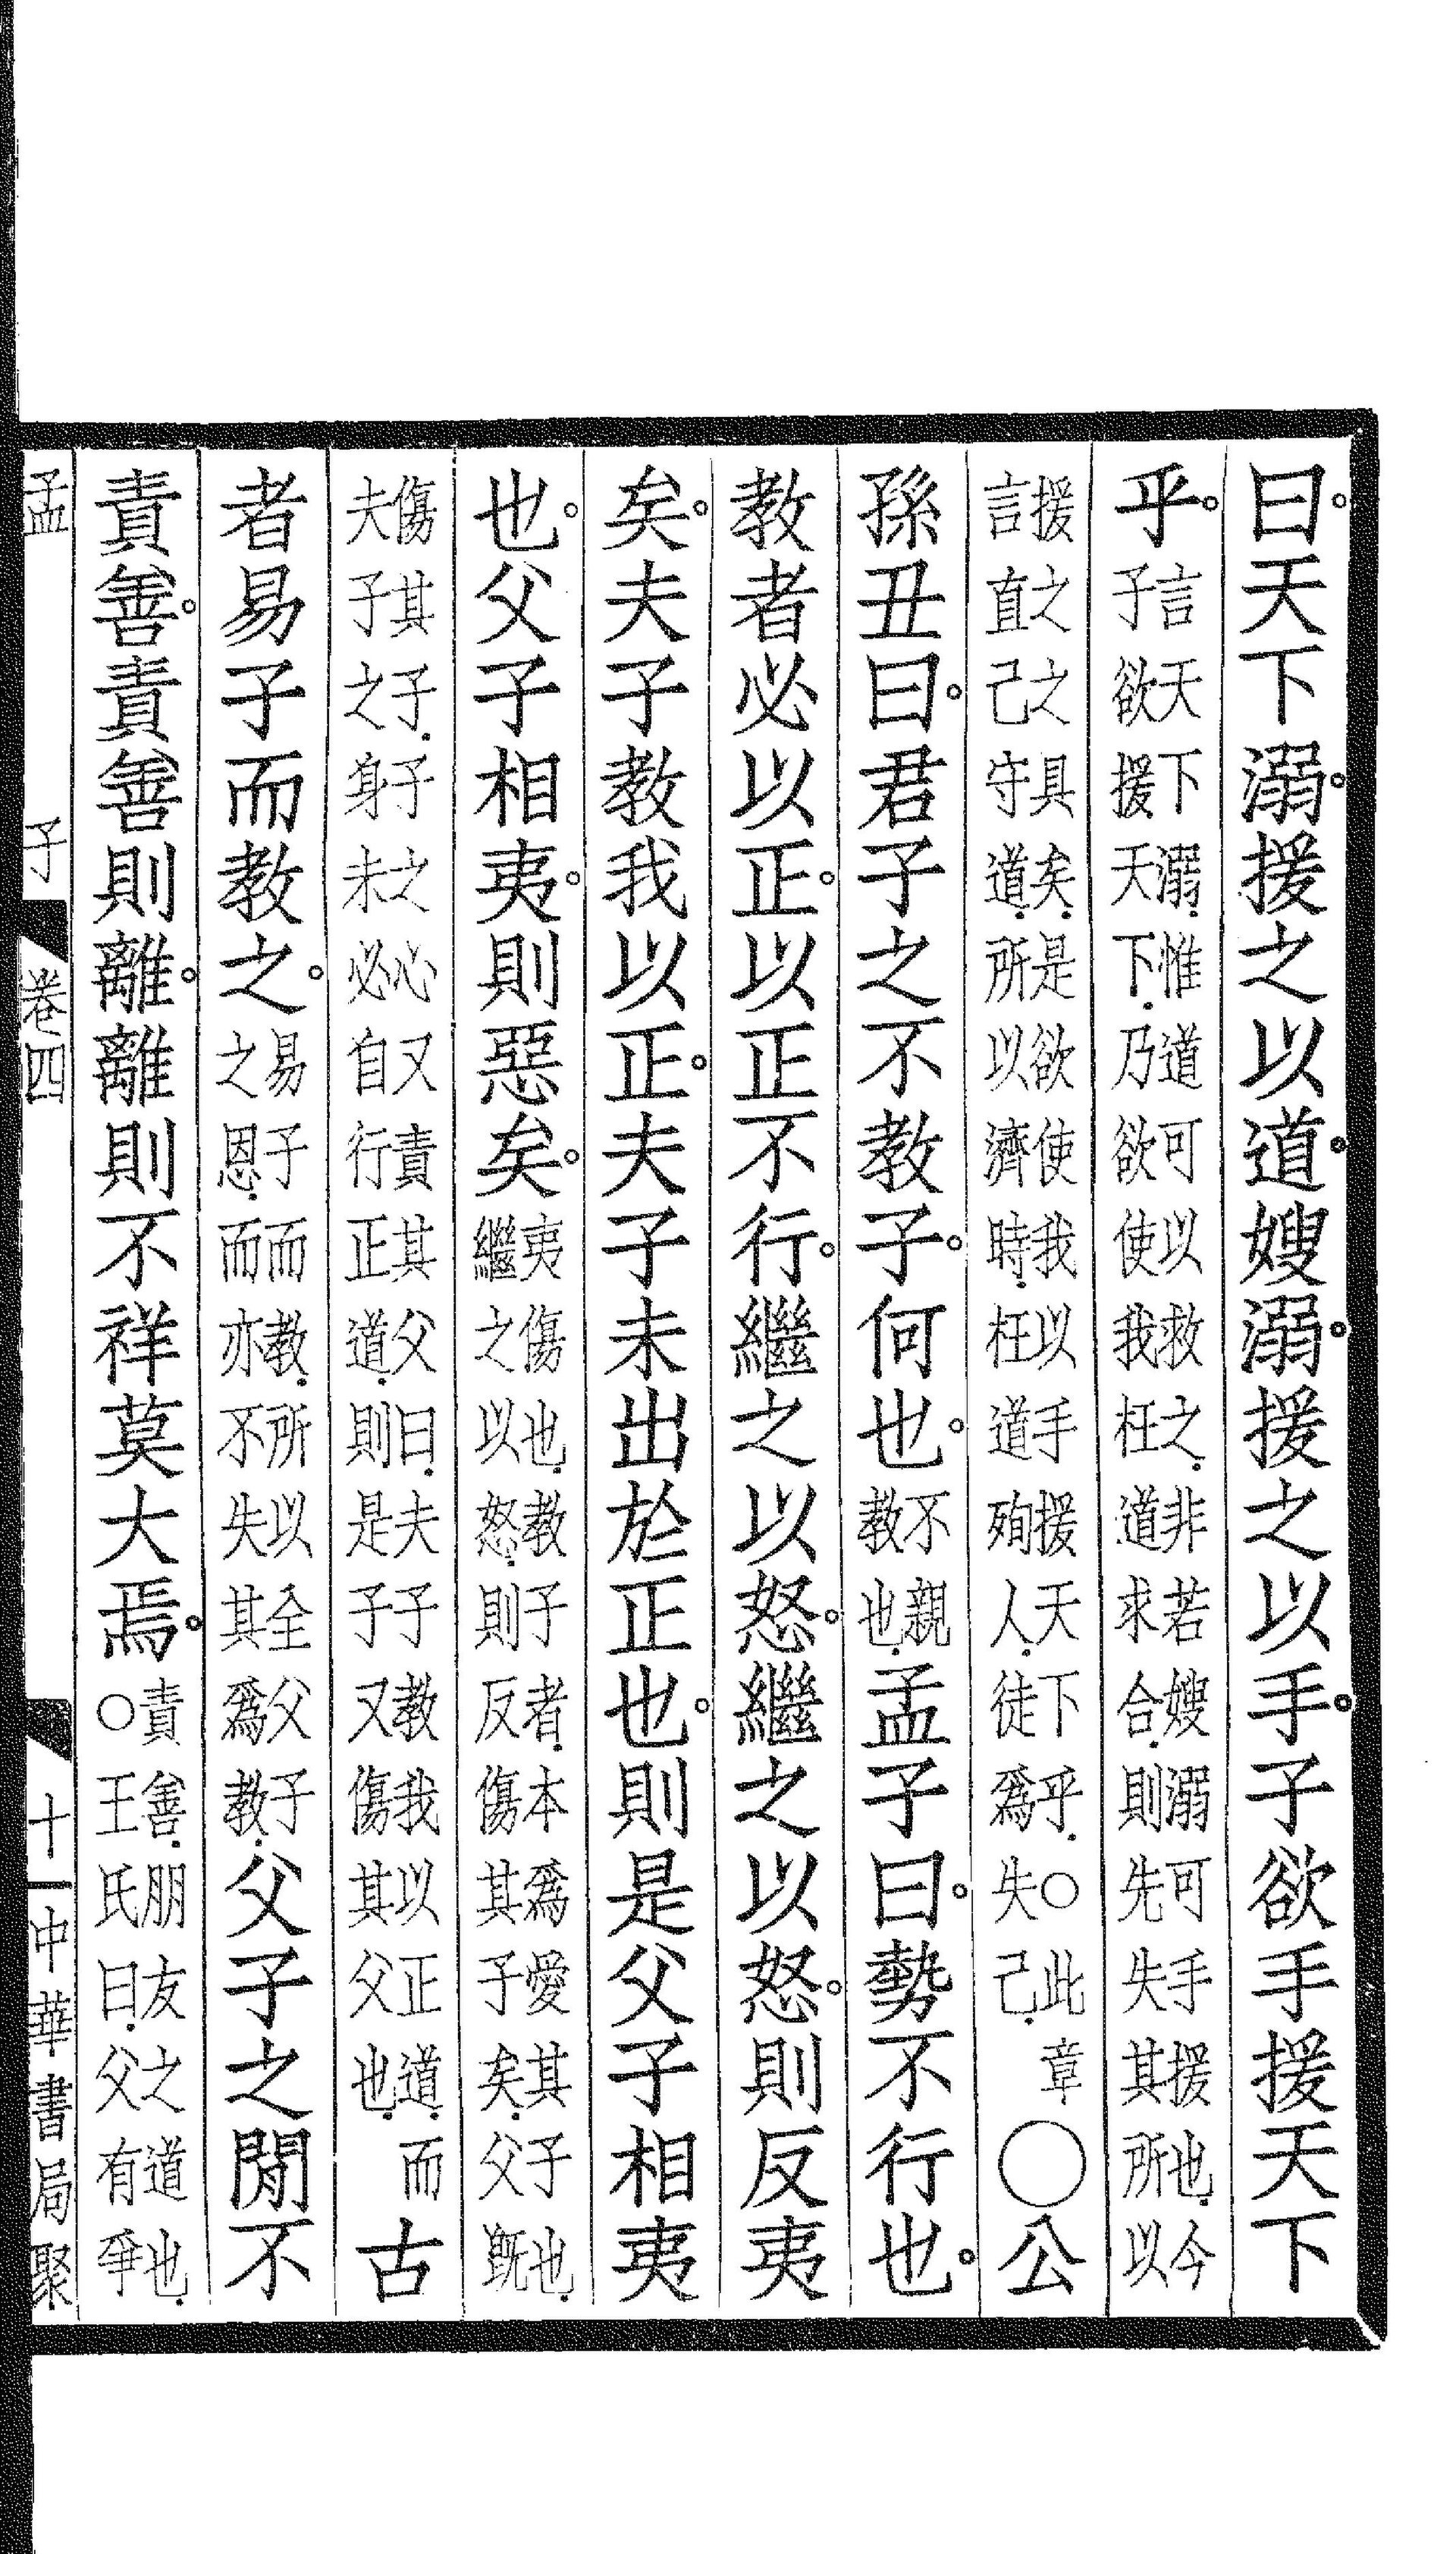 曰。天下溺。援之以道。嫂溺。援之以手。子欲手援天下
乎。言天下溺.惟道可以救之.非若嫂溺可手援也.今
子欲援天下.乃欲使我枉道求合.則先失其所以
援之之具矣.是欲使我以手援天下乎.○此章
言直己守道.所以濟時.枉道殉人.徒爲失己.◯公
孫丑曰。君子之不教子。何也。不親教也.孟子曰。勢不行也。
教者必以正。以正不行。繼之以怒。繼之以怒。則反夷
矣。夫子教我以正。夫子未出於正也。則是父子相夷
也。父子相夷。則惡矣。夷傷也.教子者.本爲愛其子也.
繼之以怒.則反傷其子矣.父既
傷其子.子之心又責其父曰.夫子教我以正道.而
夫子之身未必自行正道.則是子又傷其父也.古
者易子而教之。易子而教.所以全父子之恩.而亦不失其爲教.父子之閒不
責善。責善則離。離則不祥莫大焉。責善.朋友之道也.
○王氏曰.父有爭
孟子 卷四 十一 中華書局聚